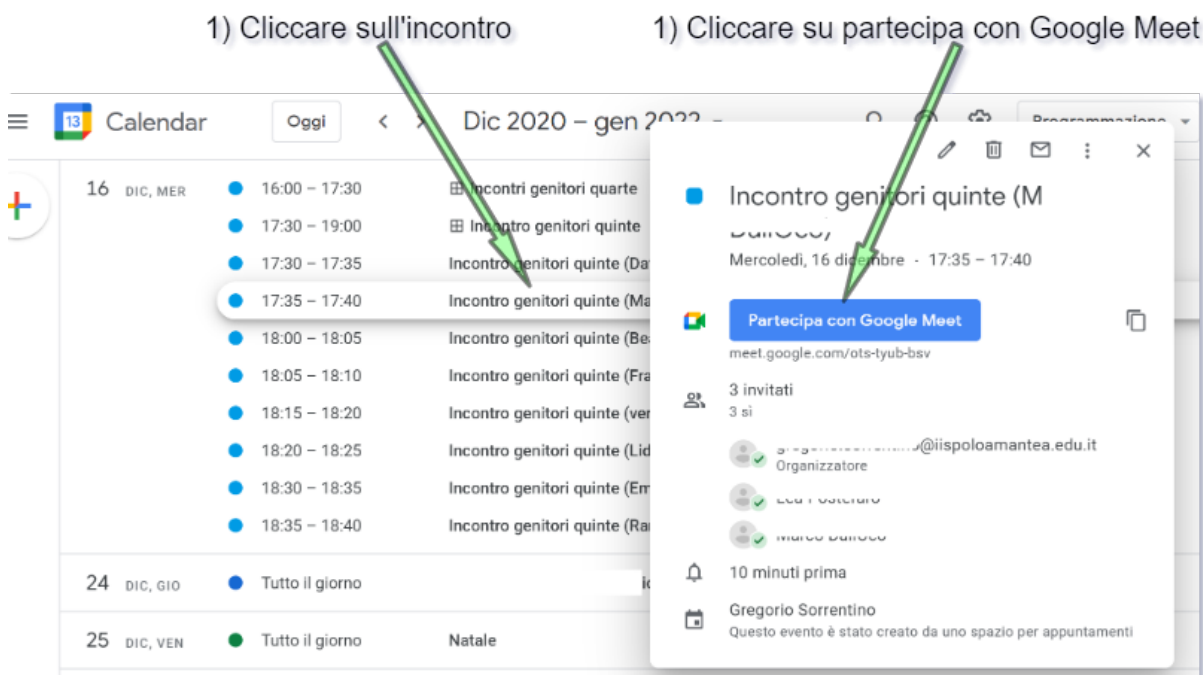 1) Cliccare sull'incontro
1) Cliccare su partecipa con Google Meet
13 Calendar Oggi Dic 2020 – gen 2022 Programmazione
16 DIC, MER 16:00 – 17:30 Incontri genitori quarte
17:30 – 19:00 Incontro genitori quinte
17:30 – 17:35 Incontro genitori quinte (Da
17:35 – 17:40 Incontro genitori quinte (Ma
18:00 – 18:05 Incontro genitori quinte (Be
18:05 – 18:10 Incontro genitori quinte (Fra
18:15 – 18:20 Incontro genitori quinte (ver
18:20 – 18:25 Incontro genitori quinte (Lid
18:30 – 18:35 Incontro genitori quinte (Em
18:35 – 18:40 Incontro genitori quinte (Ra
24 DIC, GIO Tutto il giorno
25 DIC, VEN Tutto il giorno Natale
Incontro genitori quinte (M
Mercoledì, 16 dicembre · 17:35 – 17:40
Partecipa con Google Meet
meet.google.com/ots-tyub-bsv
3 invitati
3 sì
@iispoloamantea.edu.it
Organizzatore
10 minuti prima
Gregorio Sorrentino
Questo evento è stato creato da uno spazio per appuntamenti